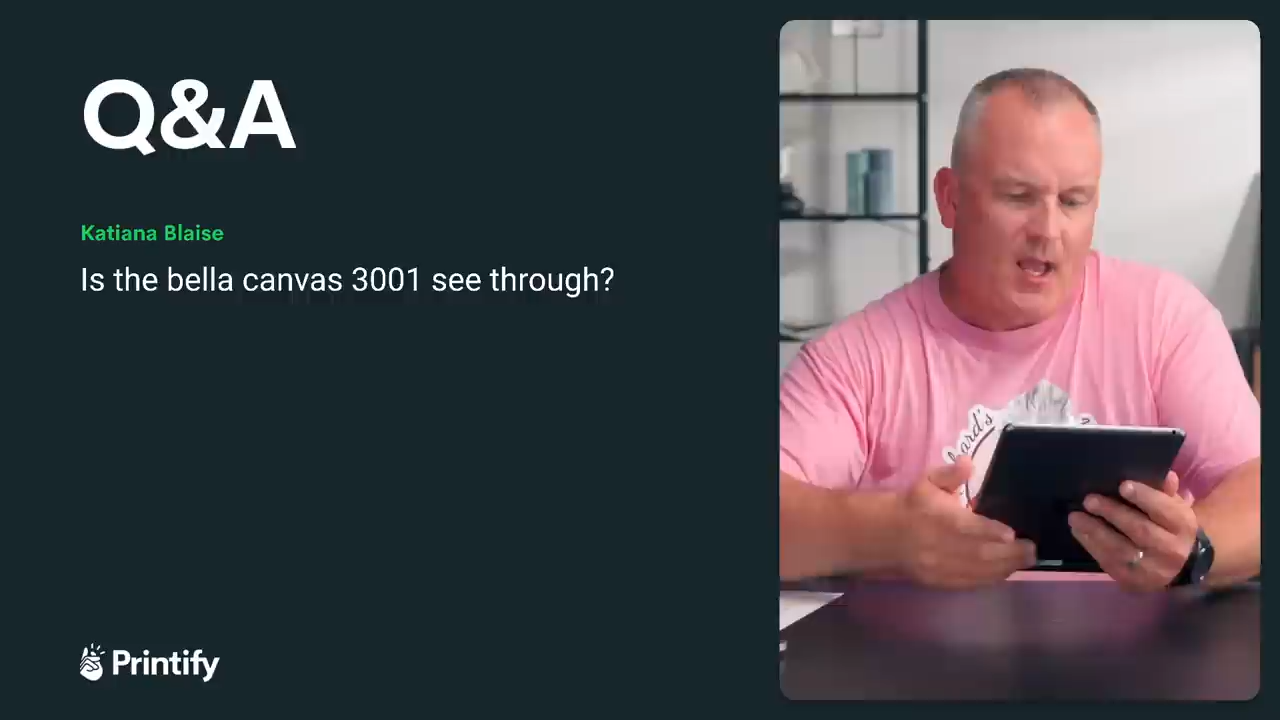 Q&A
Katiana Blaise
Is the bella canvas 3001 see through?
Printify